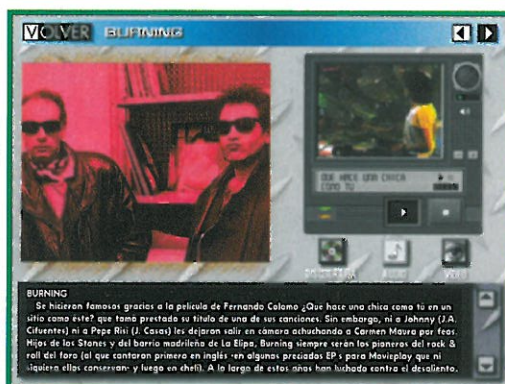 VOLVER BURNING
QUE HACE UNA CHICA
COMO TU
AUDIO VIDEO
BURNING
Se hicieron famosos gracias a la película de Fernando Colomo ¿Que hace una chica como tú en un
sitio como éste? que tomó prestado su título de una de sus canciones. Sin embargo, ni a Johnny (J.A.
Cifuentes) ni a Pepe Risi (J. Casas) les dejaron salir en cámara achuchando a Carmen Maura por feos.
Hijos de los Stones y del barrio madrileño de La Elipa, Burning siempre serán los pioneros del rock &
roll del foro (al que cantaron primero en inglés -en algunos preciados EP's para Movieplay que ni
siquiera ellos conservan- y luego en cheli). A lo largo de estos años han luchado contra el desaliento,